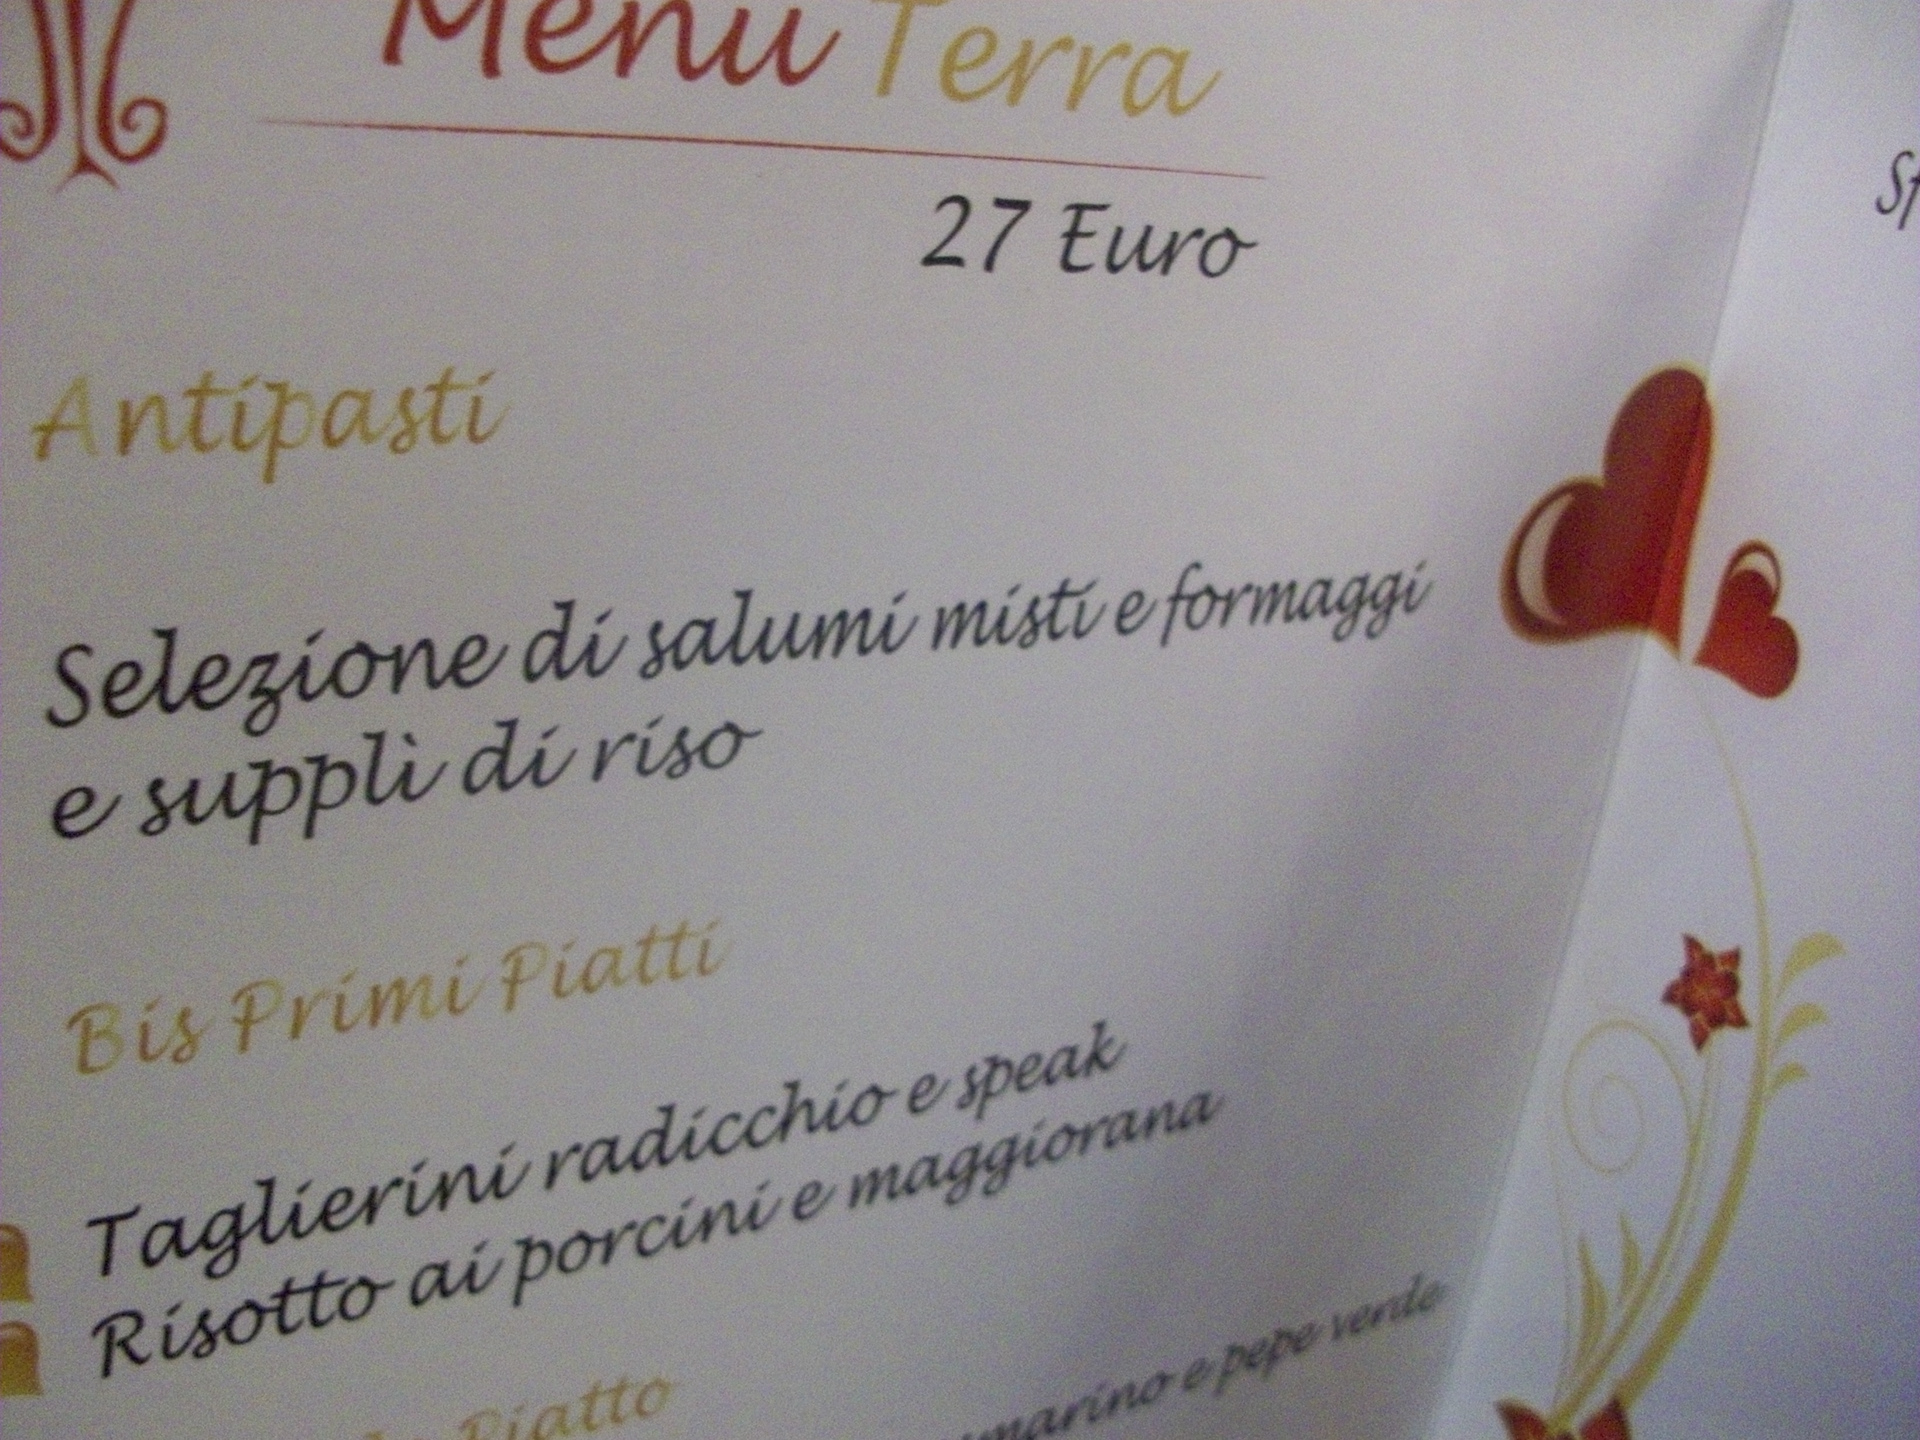 Menu Terra
27 Euro
Antipasti
Selezione di salumi misti e formaggi
e supplì di riso
Bis Primi Piatti
Taglierini radicchio e speak
Risotto ai porcini e maggiorana
Piatto
e pepe verde